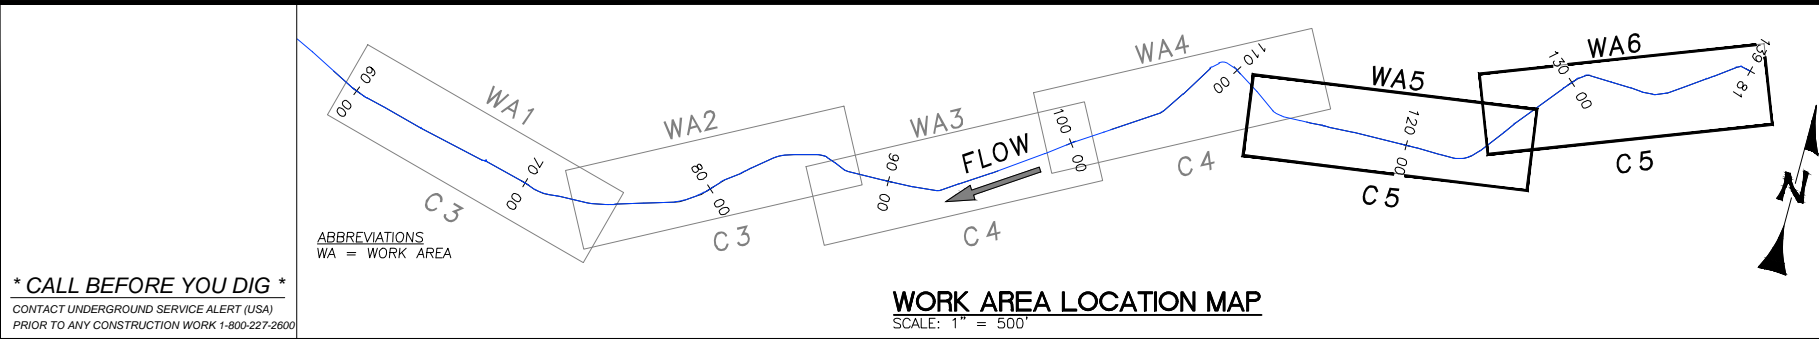 60
00
WA1
C3
70
00
WA2
80
00
C3
WA3
90
00
C4
FLOW
100
00
WA4
C4
110
00
WA5
120
00
C5
WA6
130
00
C5
139
81
N
ABBREVIATIONS
WA = WORK AREA
* CALL BEFORE YOU DIG *
CONTACT UNDERGROUND SERVICE ALERT (USA)
PRIOR TO ANY CONSTRUCTION WORK 1-800-227-2600
WORK AREA LOCATION MAP
SCALE: 1" = 500'